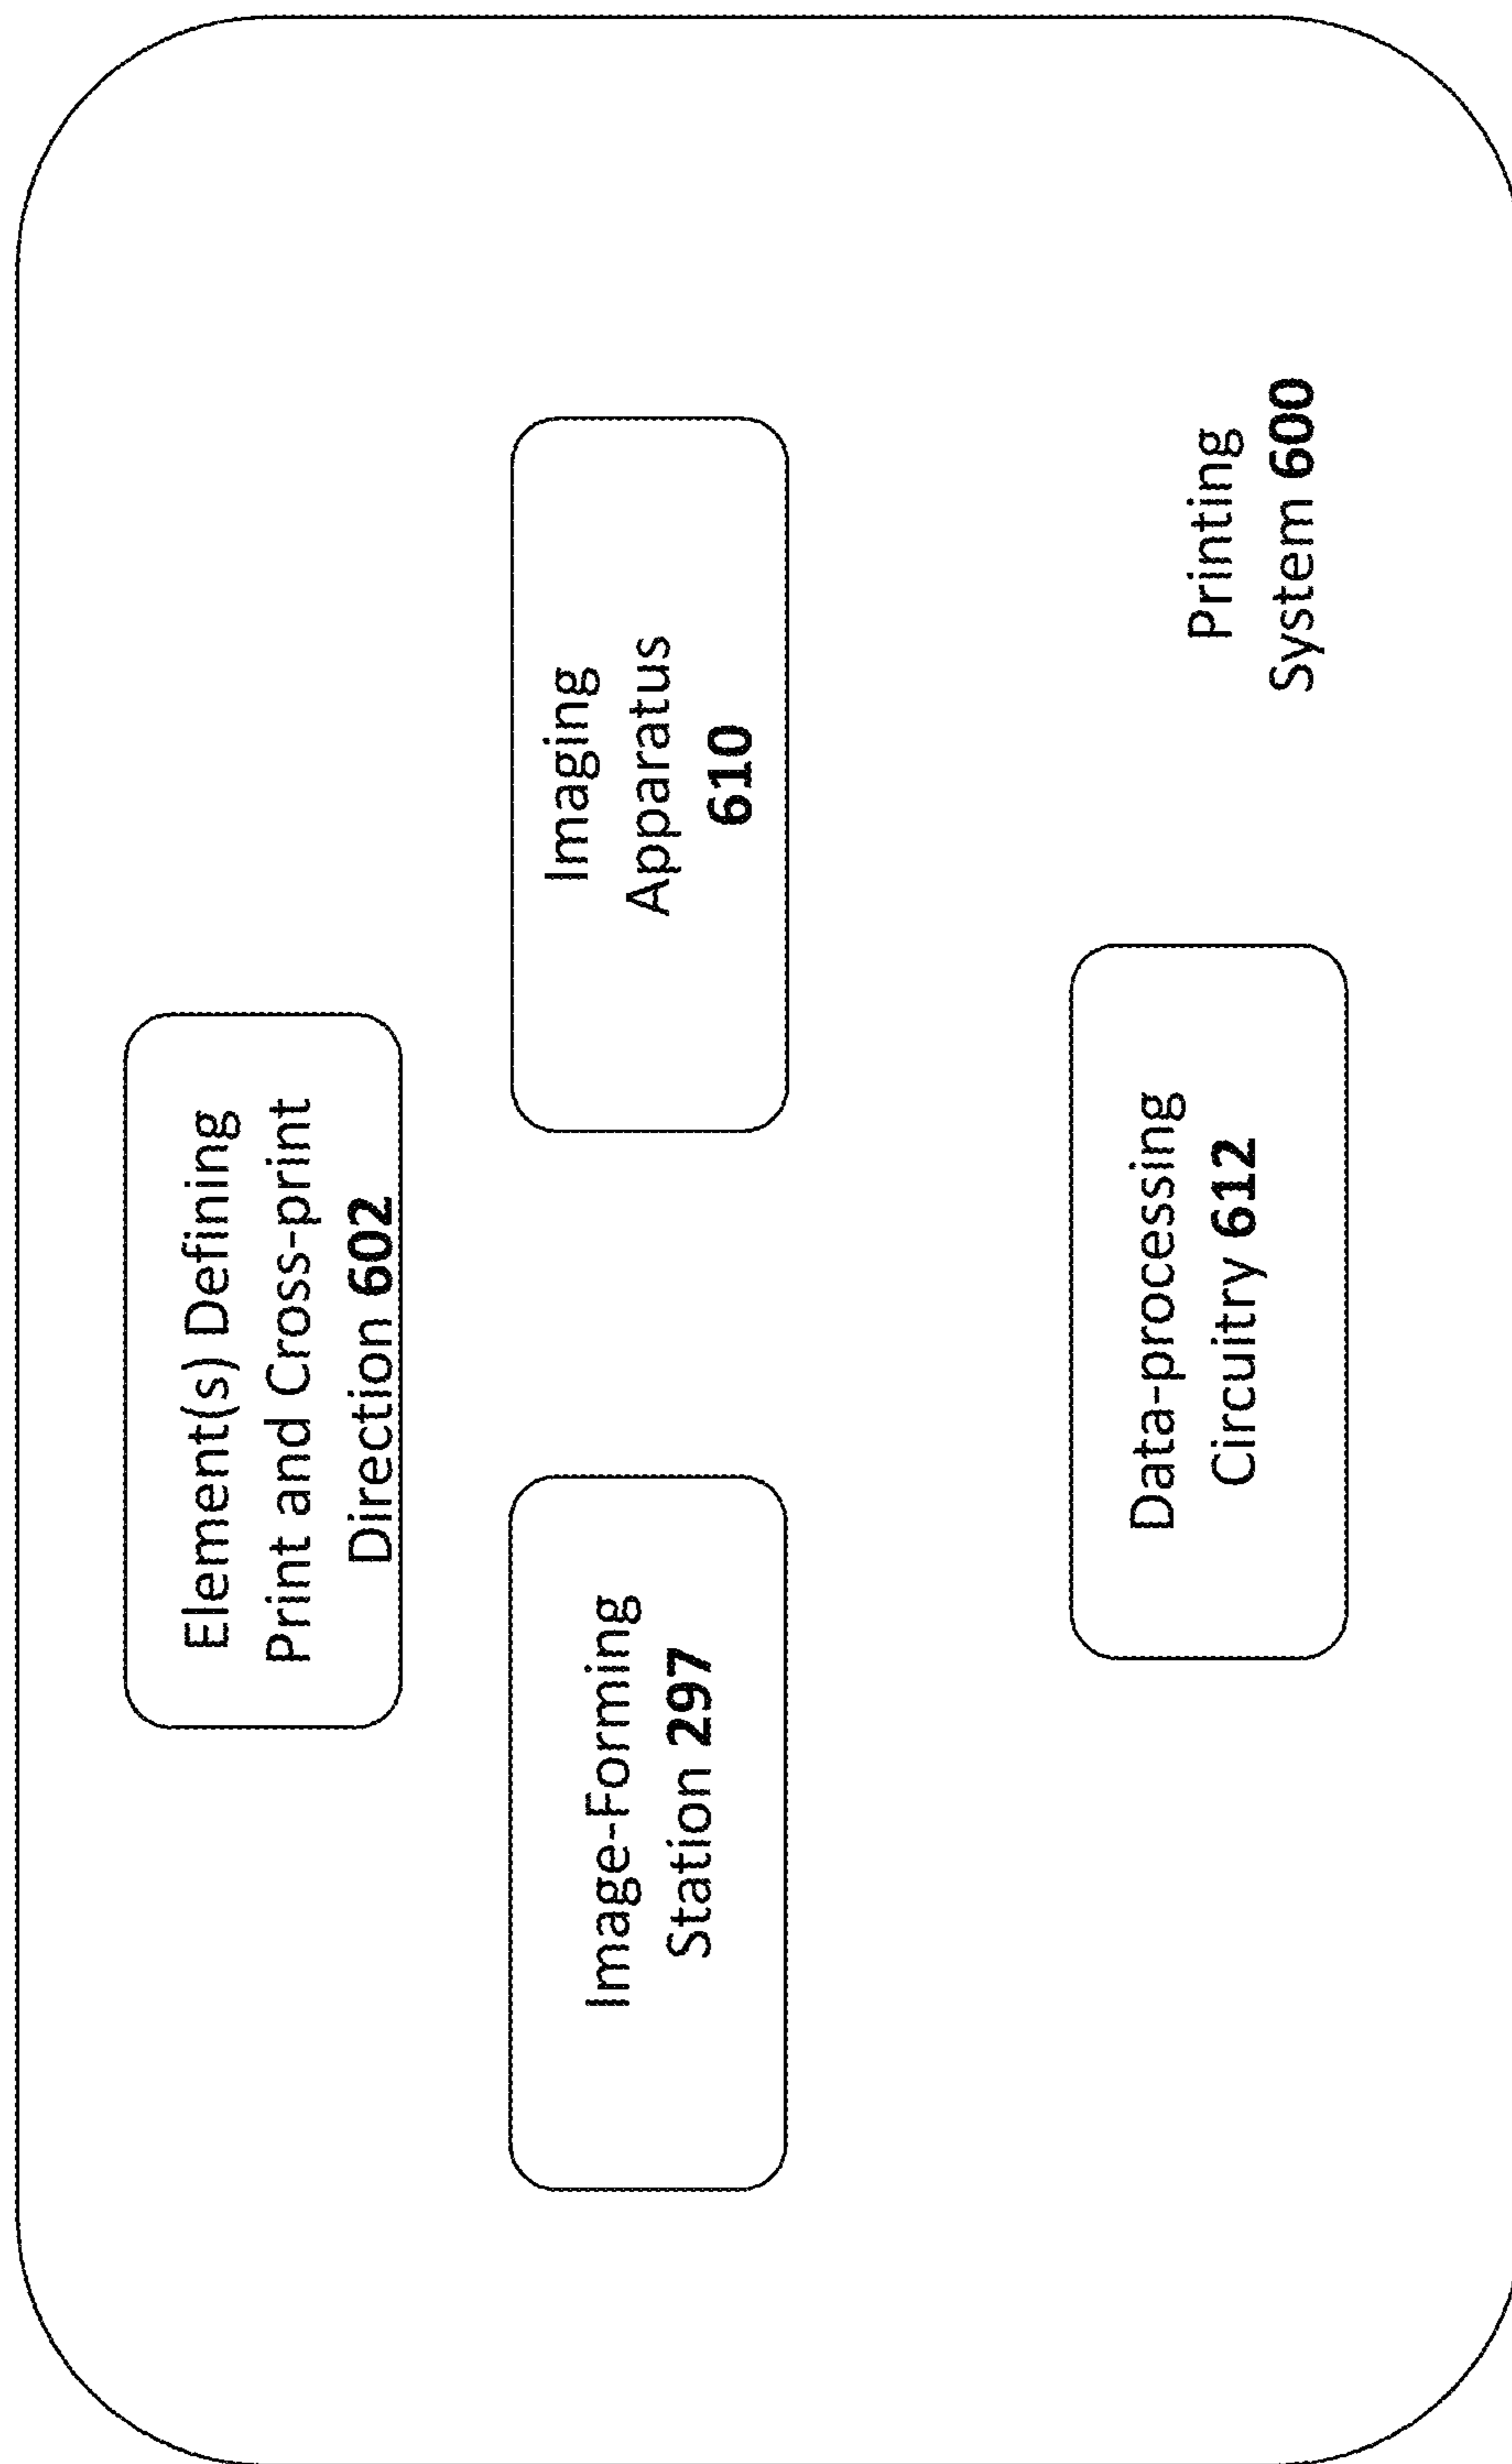 Element(s) Defining
Print and Cross-print
Direction 602
Image-Forming
Station 297
Imaging
Apparatus
610
Data-processing
Circuitry 612
Printing
System 600